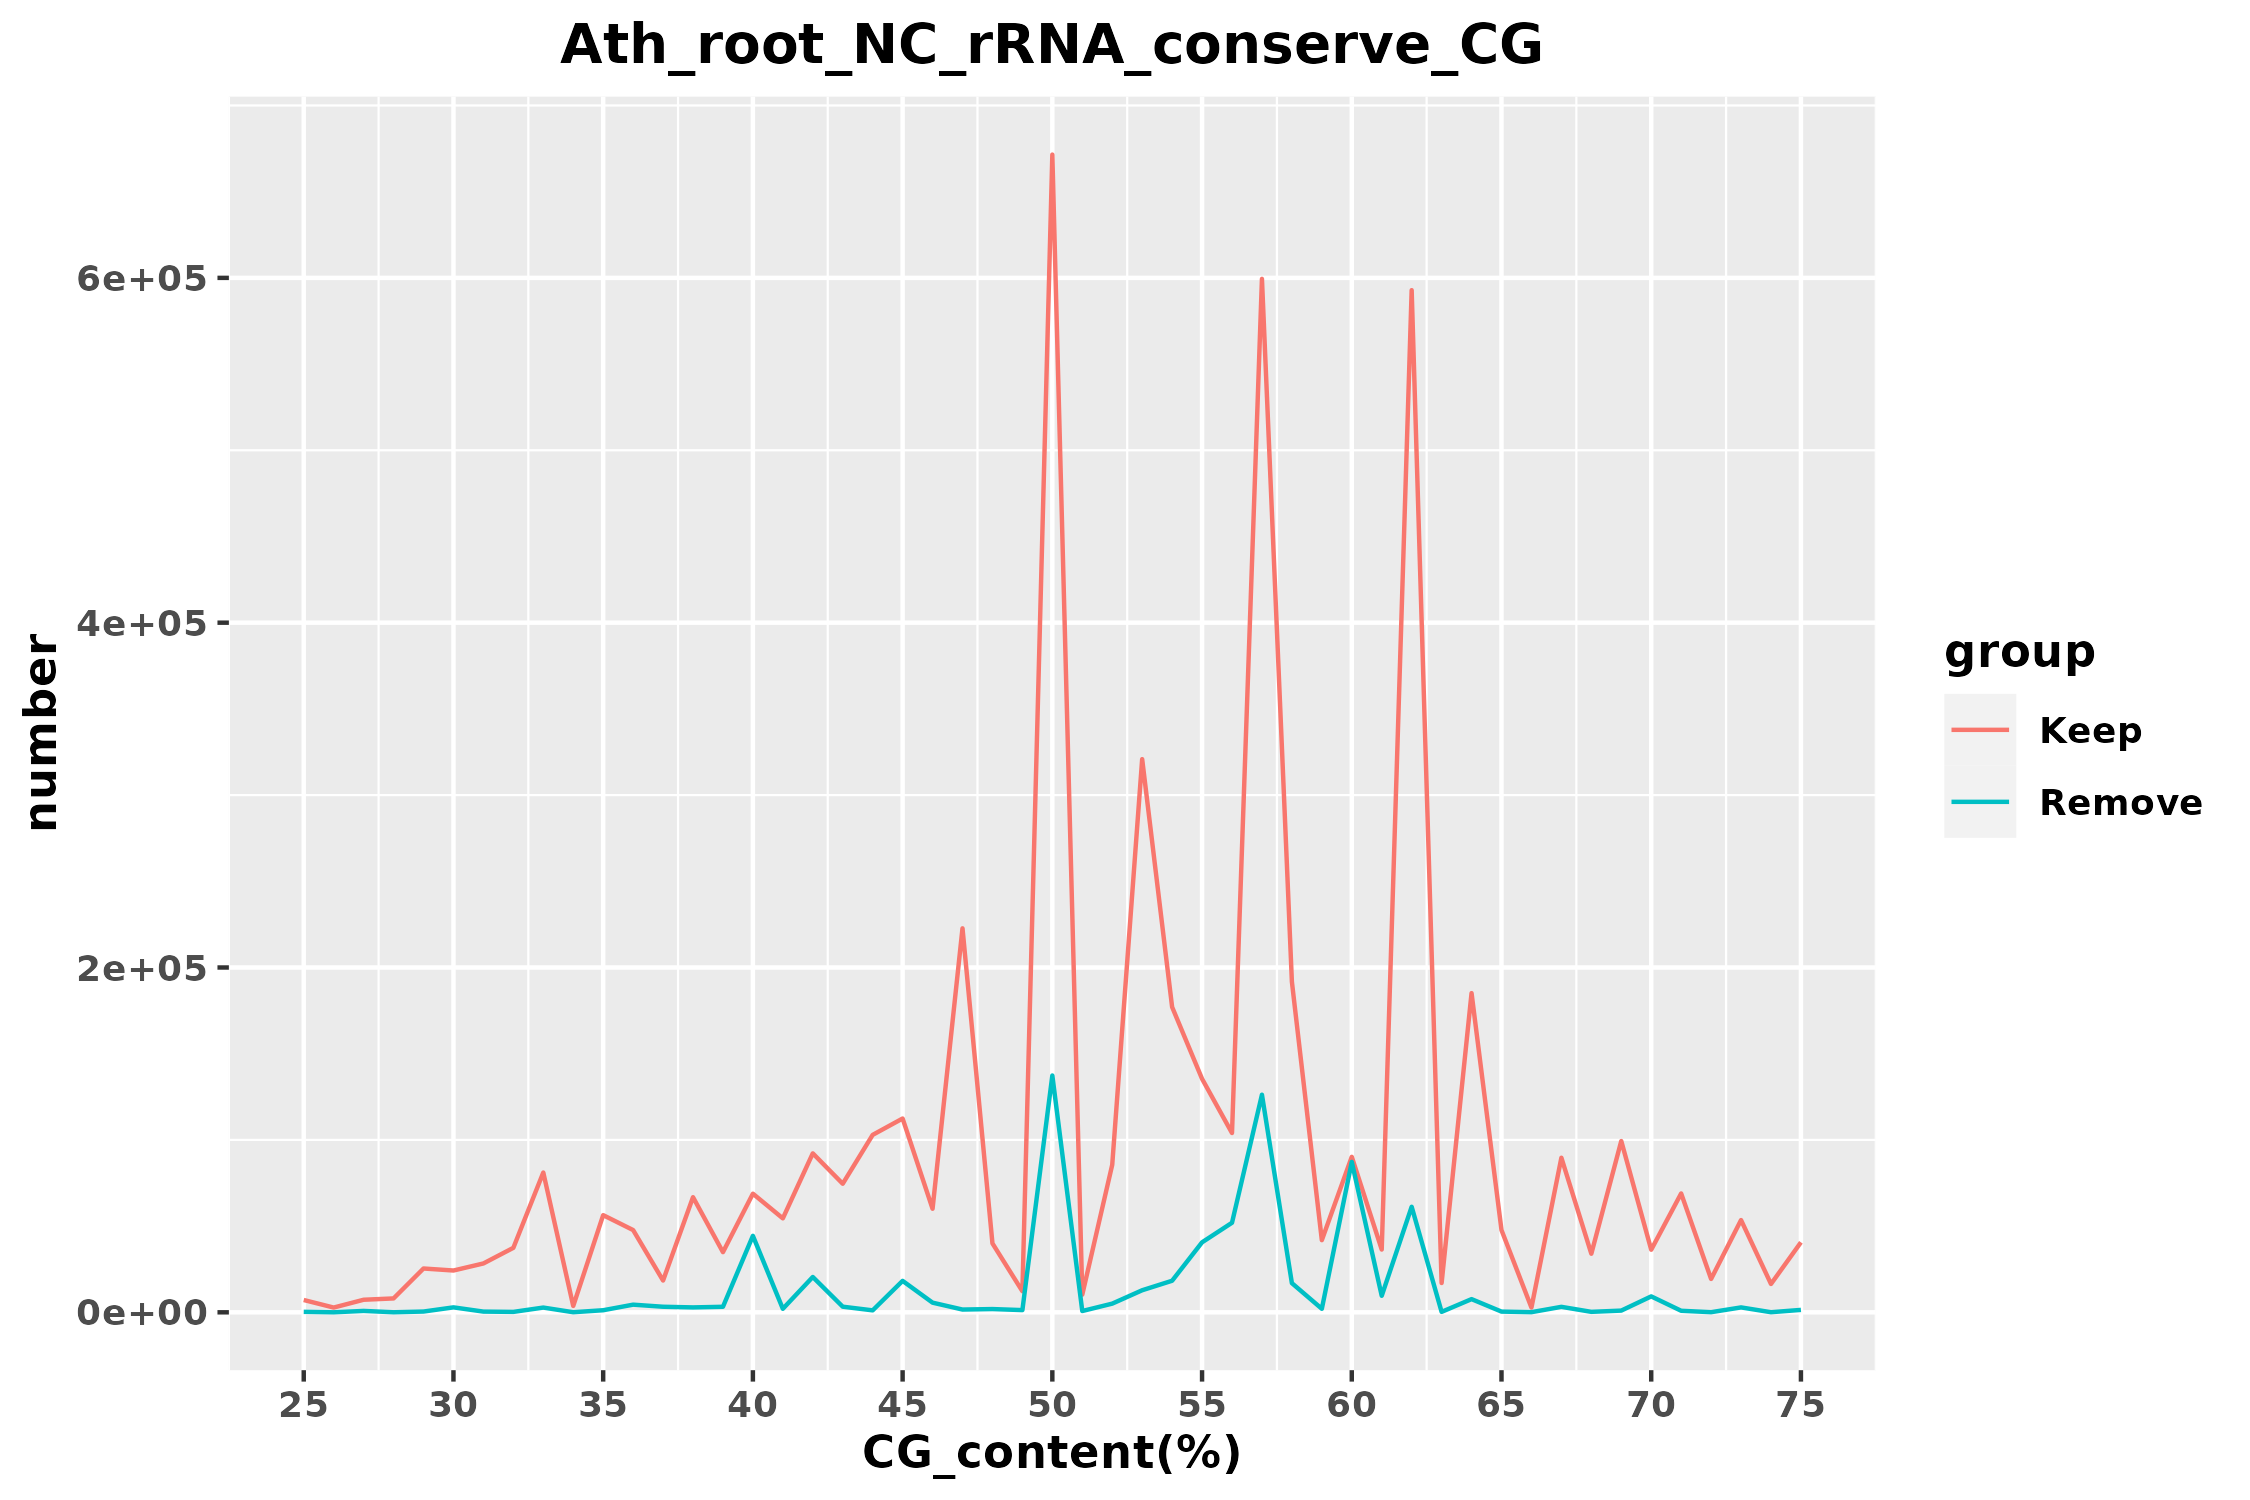 Ath_root_NC_rRNA_conserve_CG
number
6e+05
4e+05
2e+05
0e+00
25 30 35 40 45 50 55 60 65 70 75
CG_content(%)
group
Keep
Remove